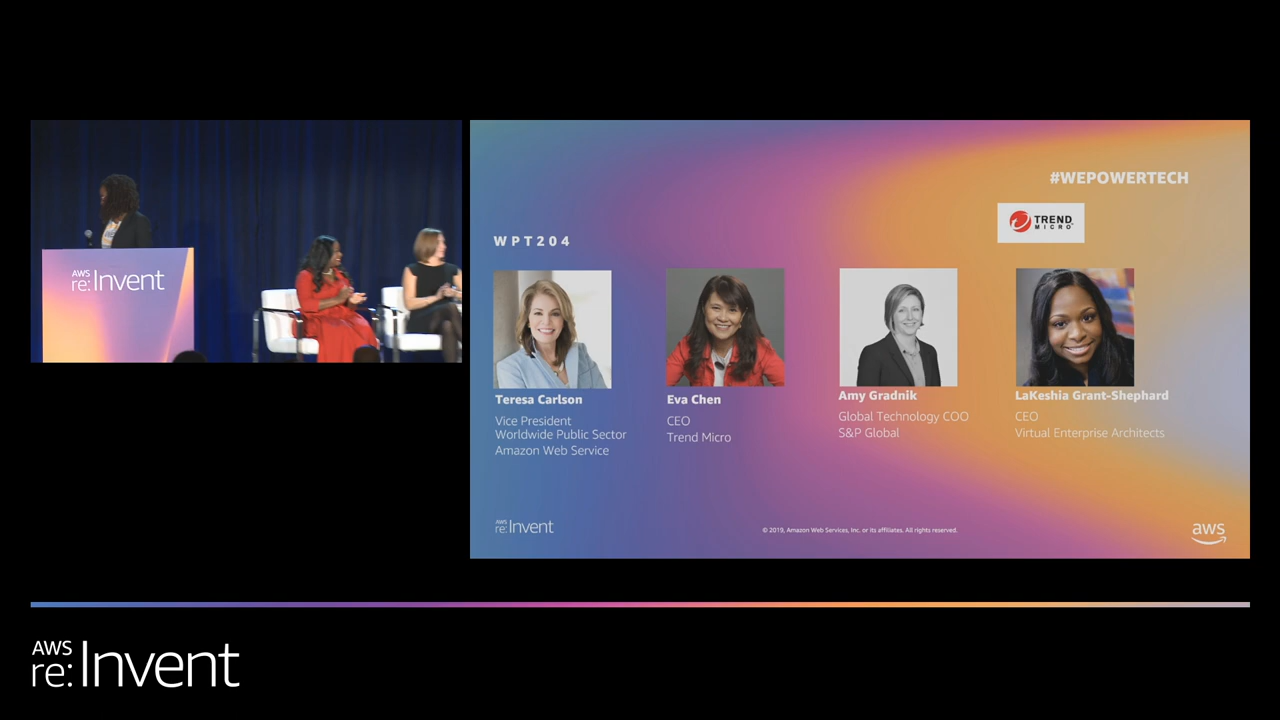 AWS
re:Invent
#WEPOWERTECH
TREND
MICRO
WPT204
Teresa Carlson
Vice President
Worldwide Public Sector
Amazon Web Service
Eva Chen
CEO
Trend Micro
Amy Gradnik
Global Technology COO
S&P Global
LaKeshia Grant-Shephard
CEO
Virtual Enterprise Architects
AWS
re:Invent
© 2019, Amazon Web Services, Inc. or its affiliates. All rights reserved.
aws
AWS
re:Invent